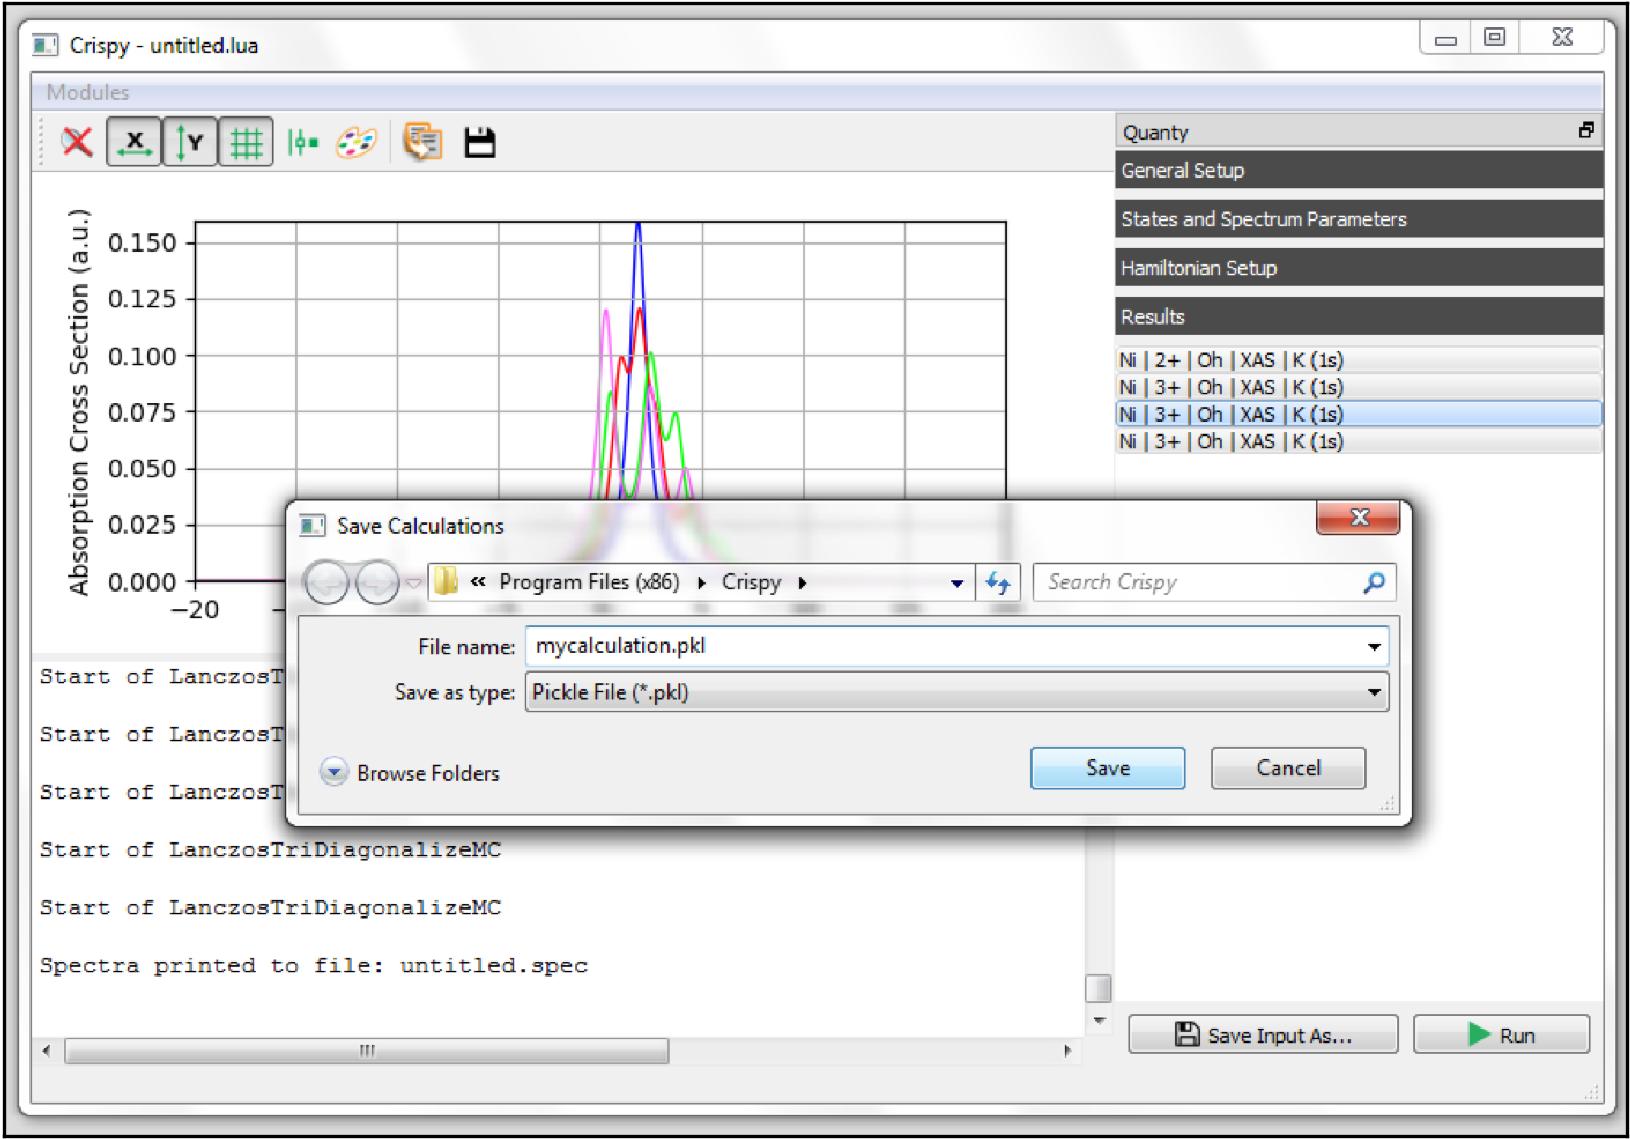 Crispy - untitled.lua
Modules
X
Y
Quanty
General Setup
States and Spectrum Parameters
Hamiltonian Setup
Results
Ni | 2+ | Oh | XAS | K (1s)
Ni | 3+ | Oh | XAS | K (1s)
Ni | 3+ | Oh | XAS | K (1s)
Ni | 3+ | Oh | XAS | K (1s)
Absorption Cross Section (a.u.)
0.150
0.125
0.100
0.075
0.050
0.025
0.000
−20
Save Calculations
« Program Files (x86) Crispy
Search Crispy
File name: mycalculation.pkl
Save as type: Pickle File (*.pkl)
Browse Folders
Save
Cancel
Start of LanczosT
Start of LanczosT
Start of LanczosT
Start of LanczosTriDiagonalizeMC
Start of LanczosTriDiagonalizeMC
Spectra printed to file: untitled.spec
Save Input As...
Run